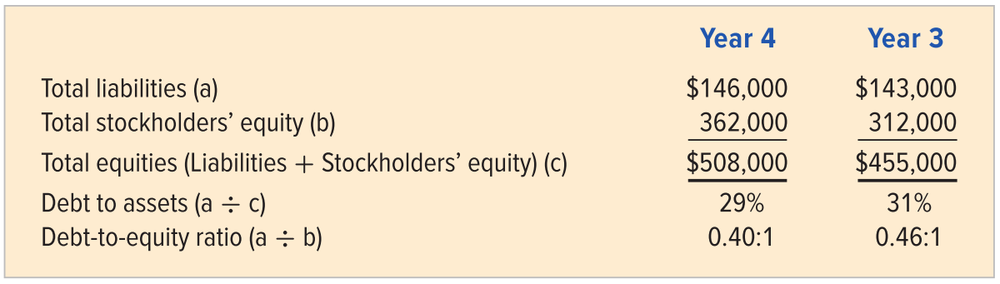 Year 4 Year 3
Total liabilities (a) $146,000 $143,000
Total stockholders’ equity (b) 362,000 312,000
Total equities (Liabilities + Stockholders’ equity) (c) $508,000 $455,000
Debt to assets (a ÷ c) 29% 31%
Debt-to-equity ratio (a ÷ b) 0.40:1 0.46:1